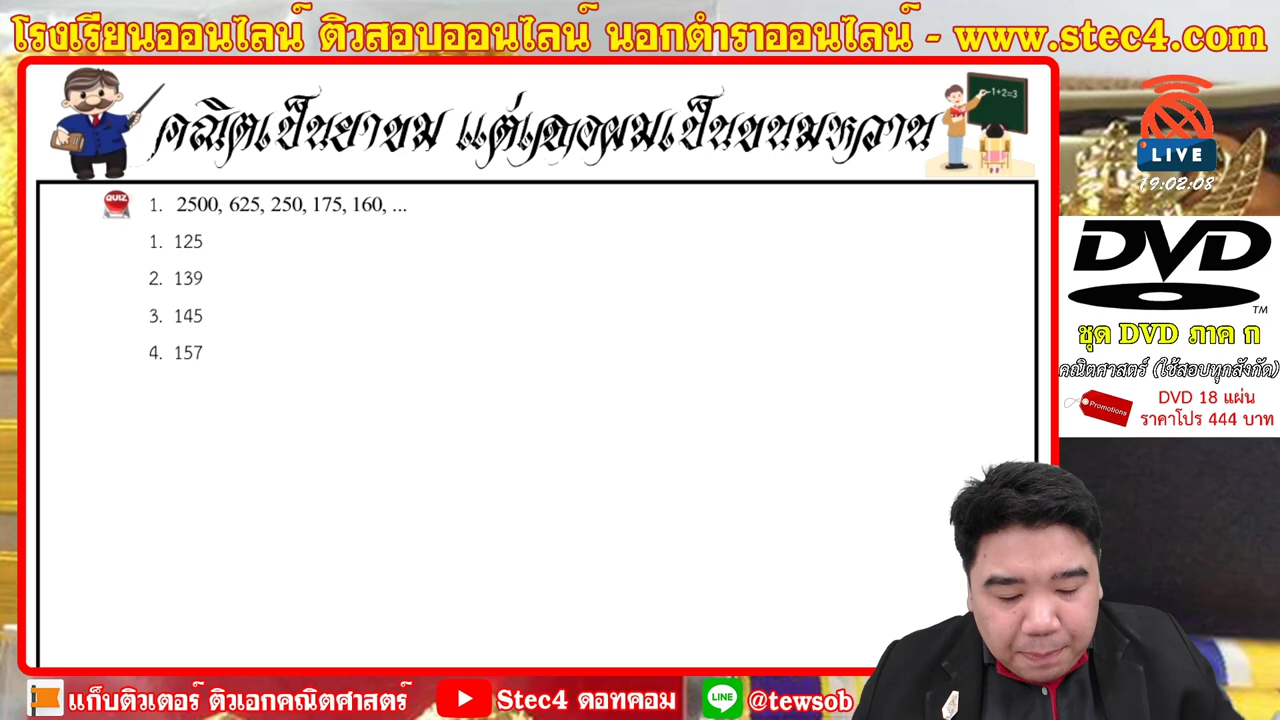 โรงเรียนออนไลน์ ติวสอบออนไลน์ นอกตำราออนไลน์ - www.stec4.com
คณิตเป็นยาขม แต่เธอผมเป็นขนมหวาน
1+2=3
LIVE
19:02:08
QUIZ
1. 2500, 625, 250, 175, 160, ...
1. 125
2. 139
3. 145
4. 157
DVD
TM
ชุด DVD ภาค ก
คณิตศาสตร์ (ใช้สอบทุกสังกัด)
Promotions
DVD 18 แผ่น
ราคาโปร 444 บาท
แก็บติวเตอร์ ติวเอกคณิตศาสตร์
Stec4 ดอทคอม
LINE
@tewsob